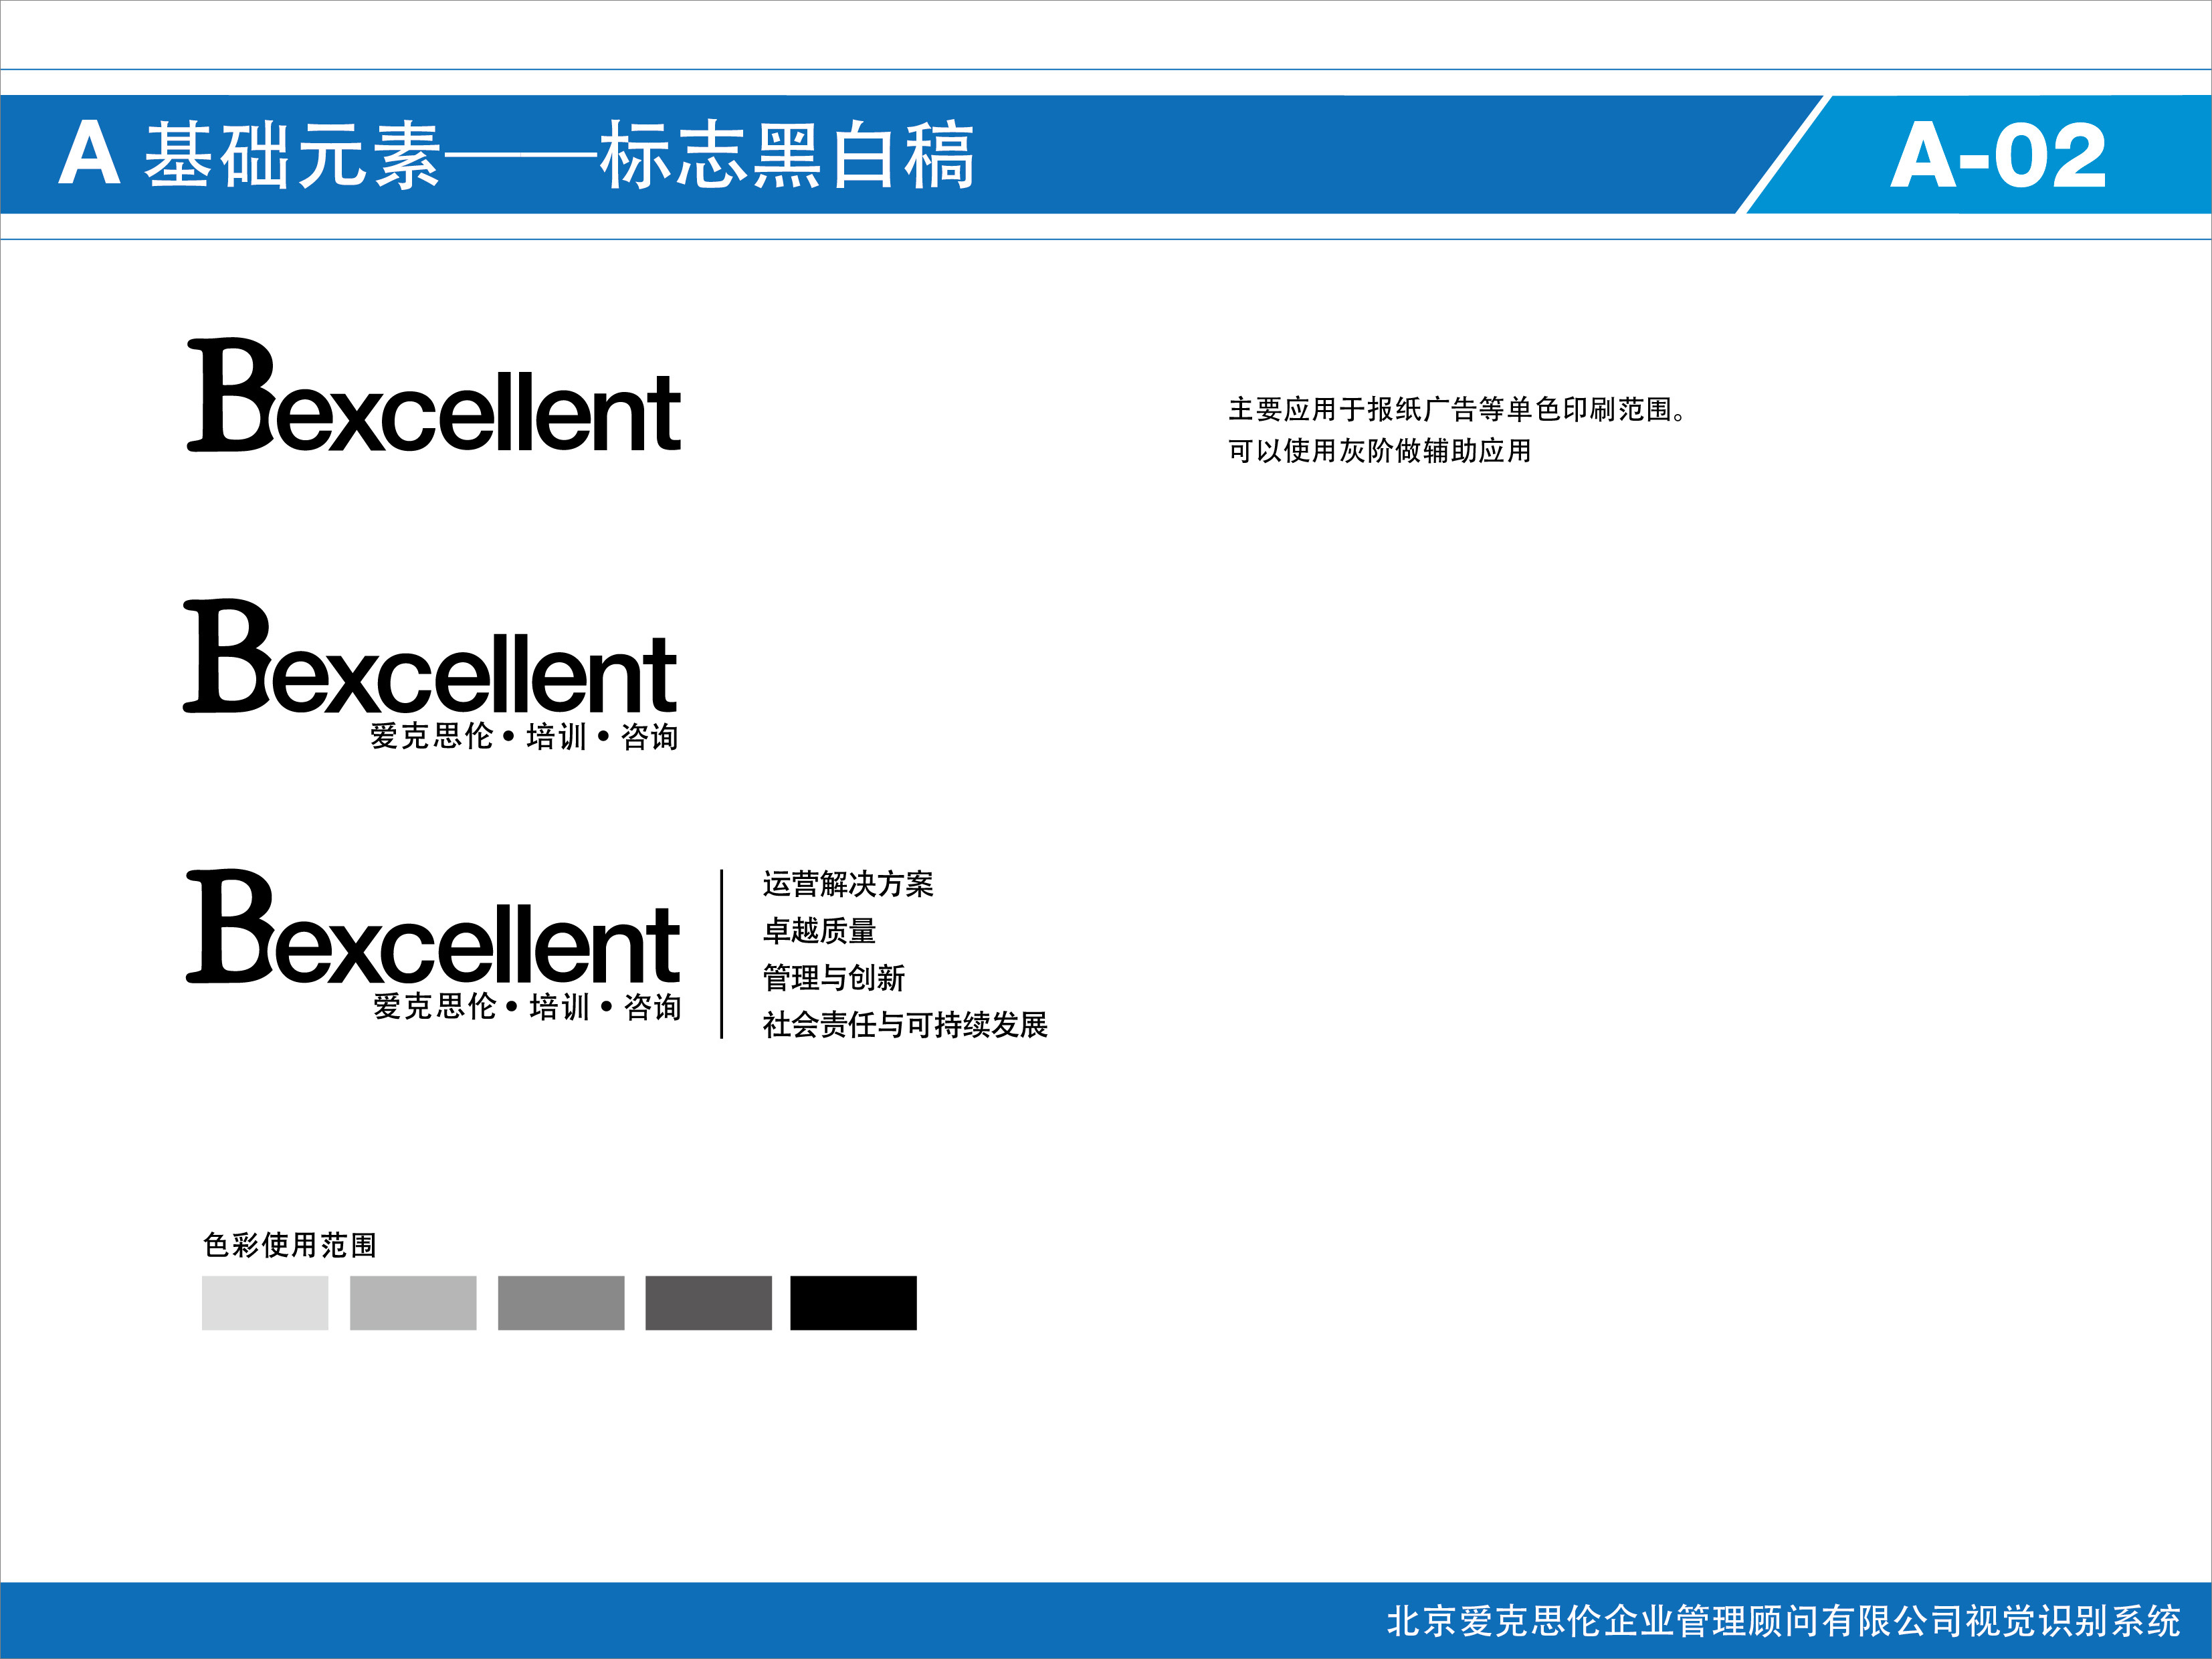 A 基础元素——标志黑白稿
A-02
Bexcellent
主要应用于报纸广告等单色印刷范围。
可以使用灰阶做辅助应用
Bexcellent
爱克思伦•培训•咨询
Bexcellent
爱克思伦•培训•咨询
运营解决方案
卓越质量
管理与创新
社会责任与可持续发展
色彩使用范围
北京爱克思伦企业管理顾问有限公司视觉识别系统